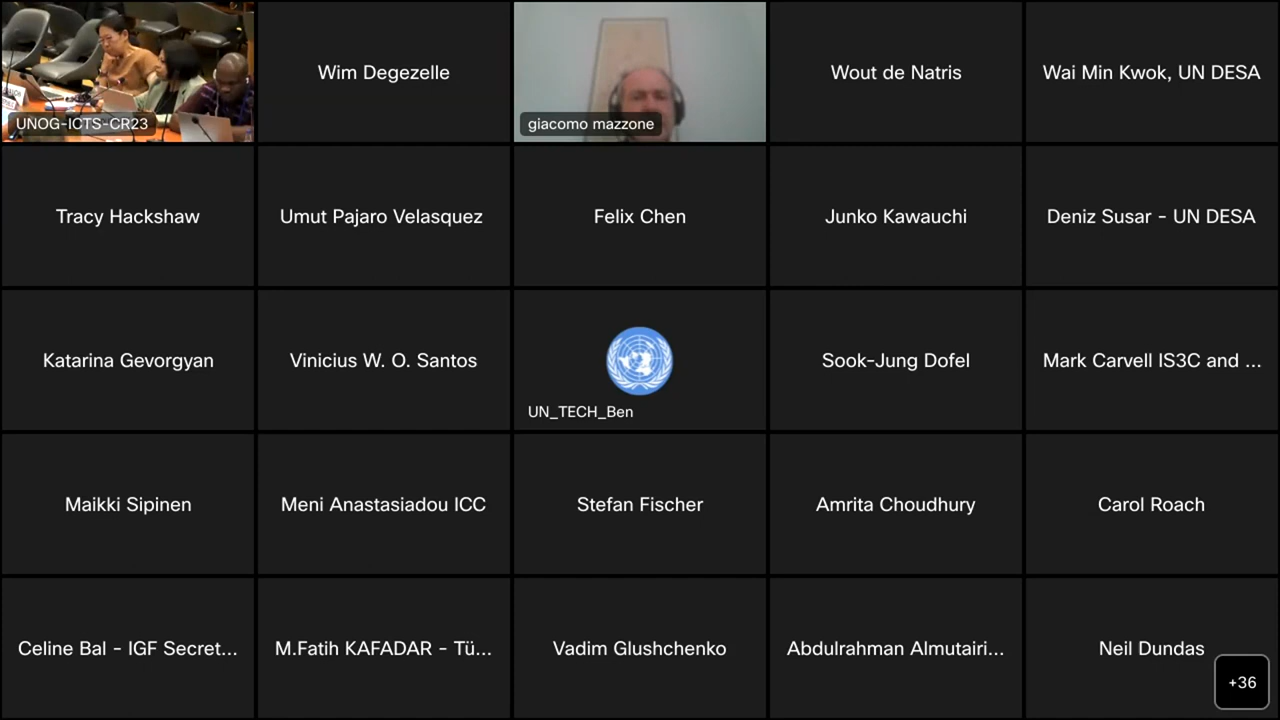 UNOG-ICTS-CR23
Wim Degezelle
giacomo mazzone
Wout de Natris
Wai Min Kwok, UN DESA
Tracy Hackshaw
Umut Pajaro Velasquez
Felix Chen
Junko Kawauchi
Deniz Susar - UN DESA
Katarina Gevorgyan
Vinicius W. O. Santos
UN_TECH_Ben
Sook-Jung Dofel
Mark Carvell IS3C and ...
Maikki Sipinen
Meni Anastasiadou ICC
Stefan Fischer
Amrita Choudhury
Carol Roach
Celine Bal - IGF Secret...
M.Fatih KAFADAR - Tü...
Vadim Glushchenko
Abdulrahman Almutairi...
Neil Dundas
+36